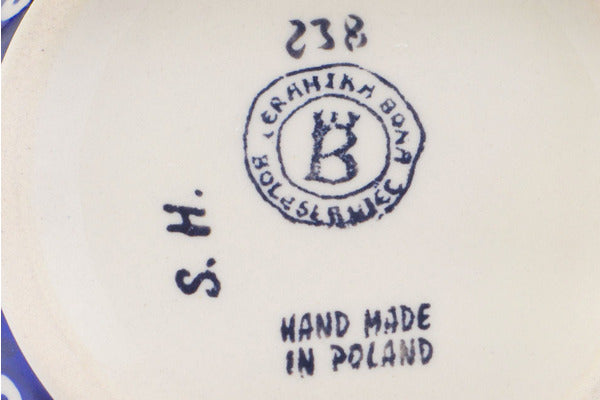 238
CERAMIKA BONA
BOLESŁAWIEC
B
S.H.
HAND MADE
IN POLAND